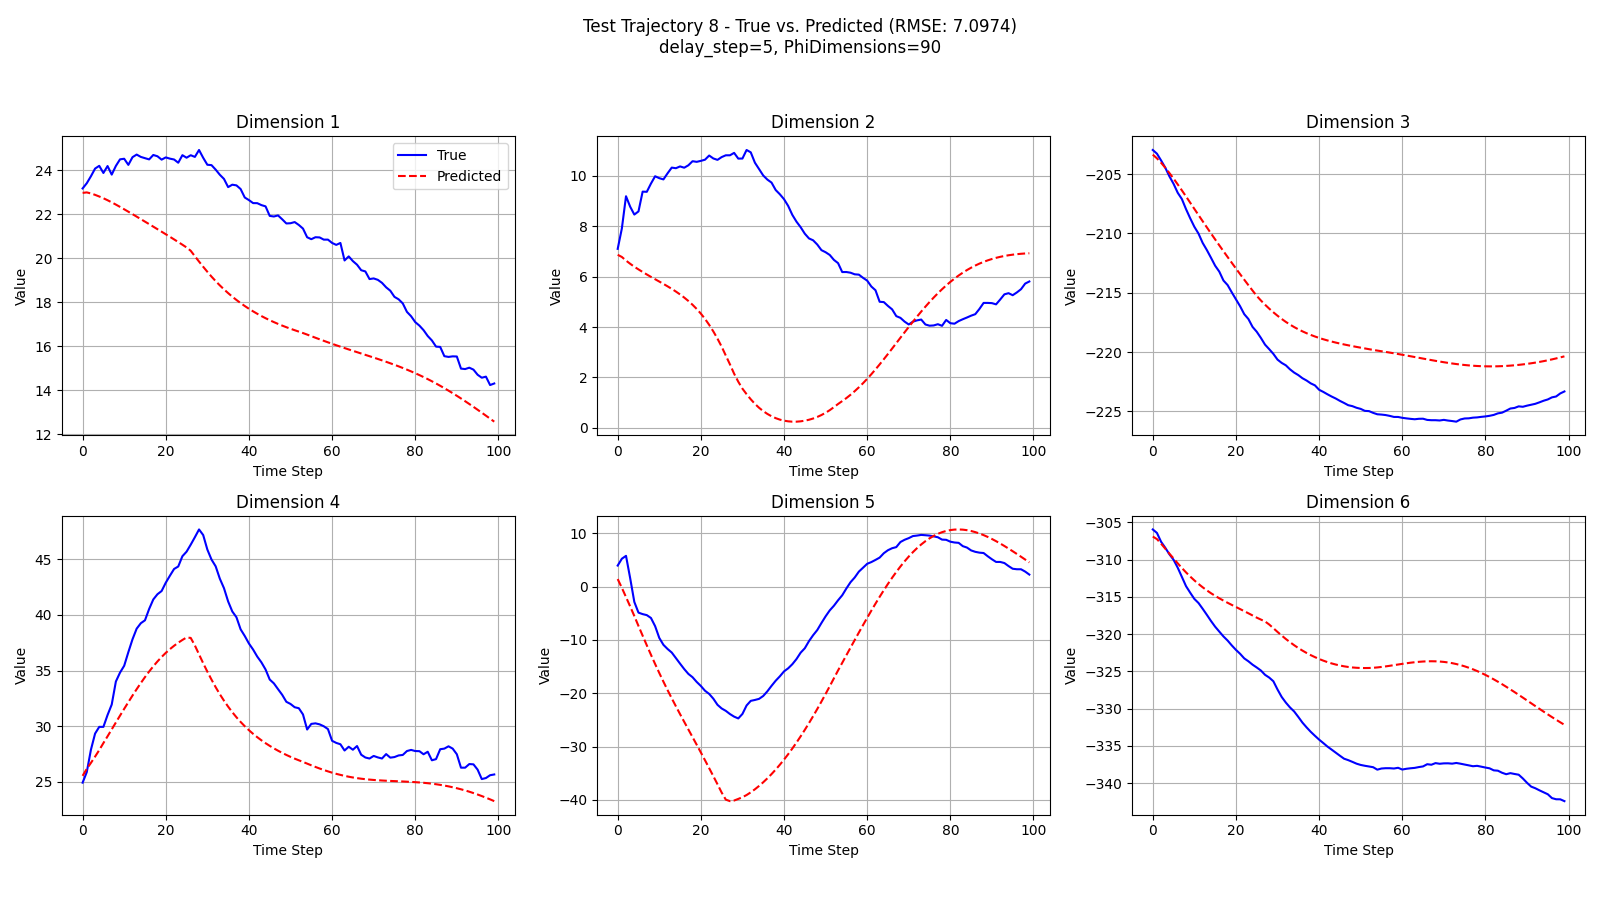 Test Trajectory 8 - True vs. Predicted (RMSE: 7.0974)
delay_step=5, PhiDimensions=90
Dimension 1
Value
24
22
20
18
16
14
12
True
Predicted
0 20 40 60 80 100
Time Step
Dimension 2
Value
10
8
6
4
2
0
0 20 40 60 80 100
Time Step
Dimension 3
Value
−205
−210
−215
−220
−225
0 20 40 60 80 100
Time Step
Dimension 4
Value
45
40
35
30
25
0 20 40 60 80 100
Time Step
Dimension 5
Value
10
0
−10
−20
−30
−40
0 20 40 60 80 100
Time Step
Dimension 6
Value
−305
−310
−315
−320
−325
−330
−335
−340
0 20 40 60 80 100
Time Step